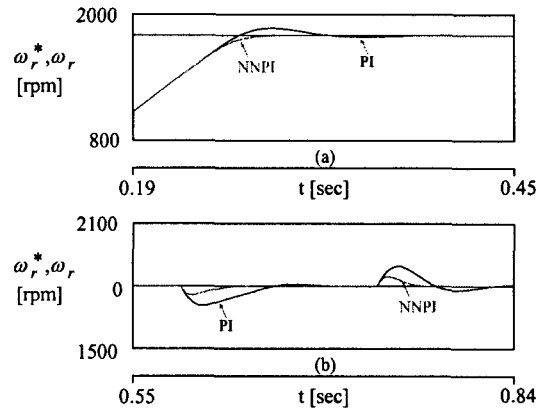 2000
ω_r^*, ω_r
[rpm]
NNPI
PI
800
(a)
0.19
t [sec]
0.45
2100
ω_r^*, ω_r
[rpm]
0
NNPI
PI
1500
(b)
0.55
t [sec]
0.84